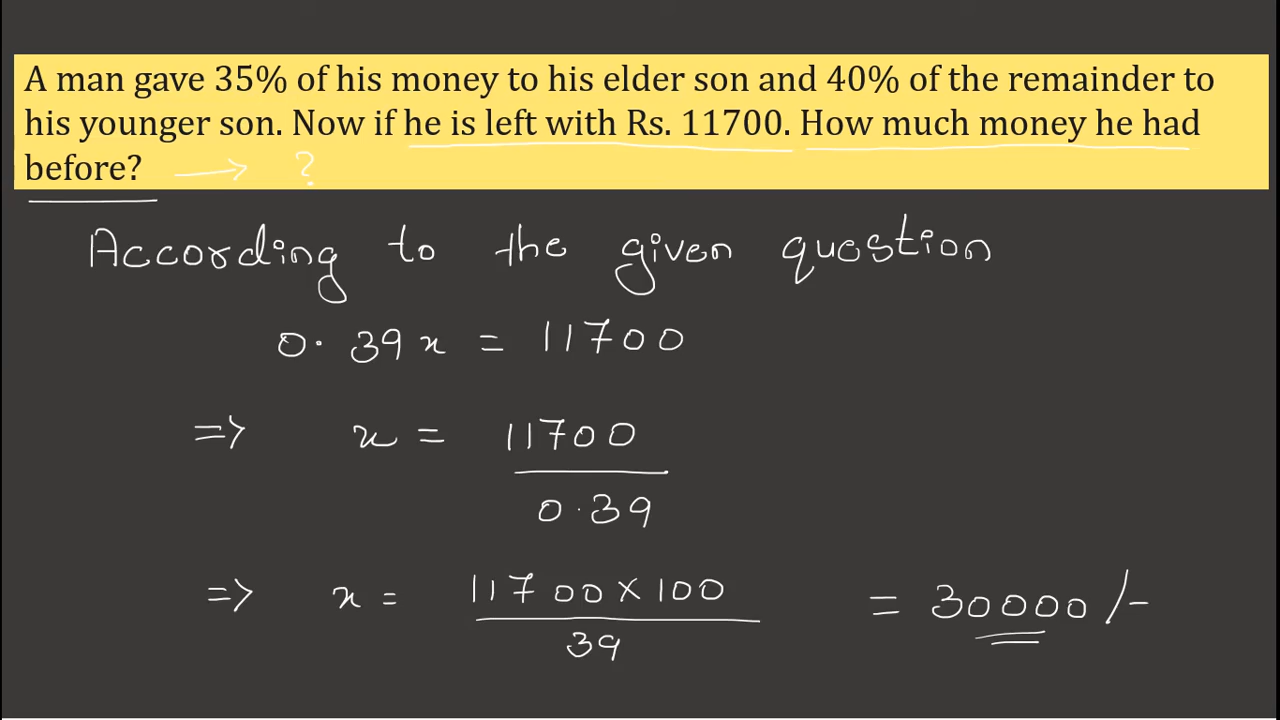 A man gave 35% of his money to his elder son and 40% of the remainder to
his younger son. Now if he is left with Rs. 11700. How much money he had
before? → ?
According to the given question
0.39x = 11700
=> x = 11700
0.39
=> x = 11700 × 100 = 30000/-
39